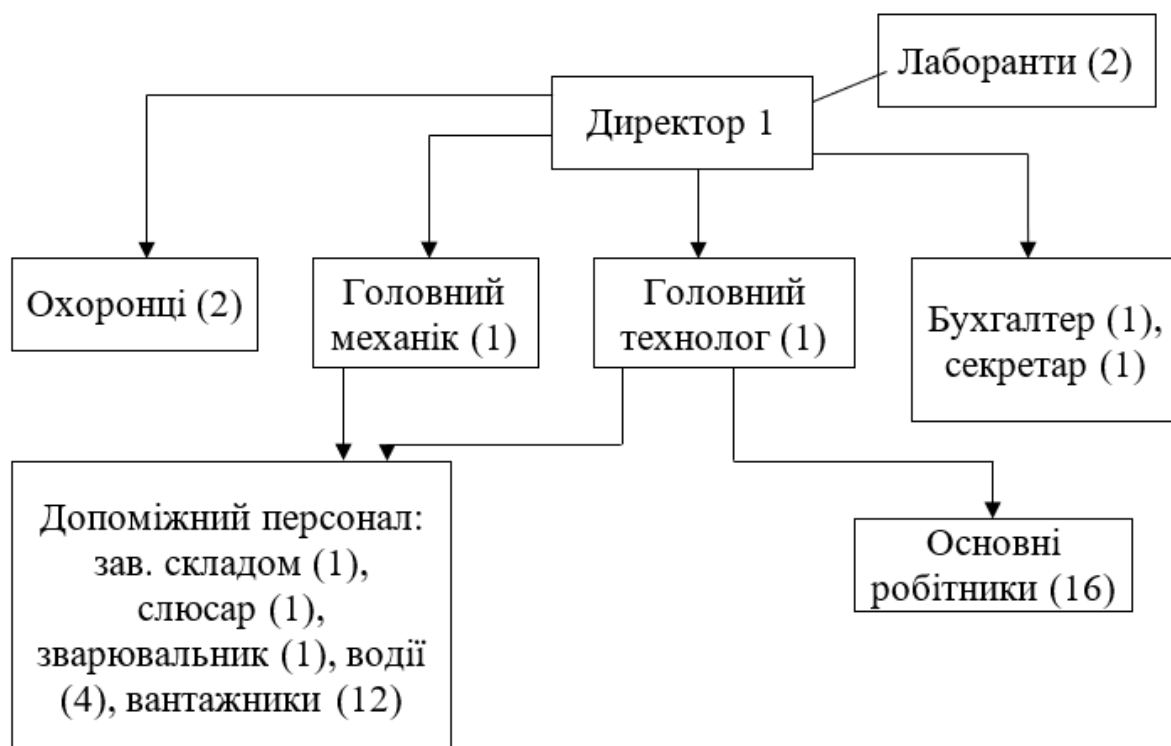 Лаборанти (2)
Директор 1
Охоронці (2)
Головний
механік (1)
Головний
технолог (1)
Бухгалтер (1),
секретар (1)
Допоміжний персонал:
зав. складом (1),
слюсар (1),
зварювальник (1), водії
(4), вантажники (12)
Основні
робітники (16)